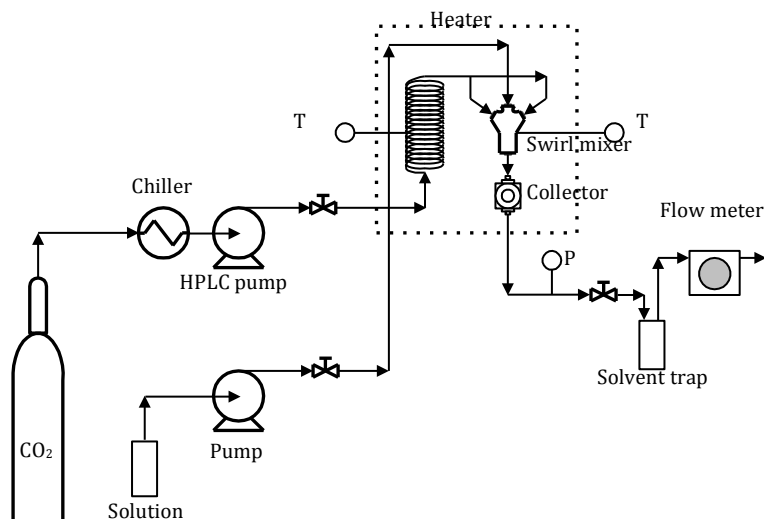 Heater
T
T
Swirl mixer
Chiller
Collector
Flow meter
P
HPLC pump
Solvent trap
CO₂
Pump
Solution